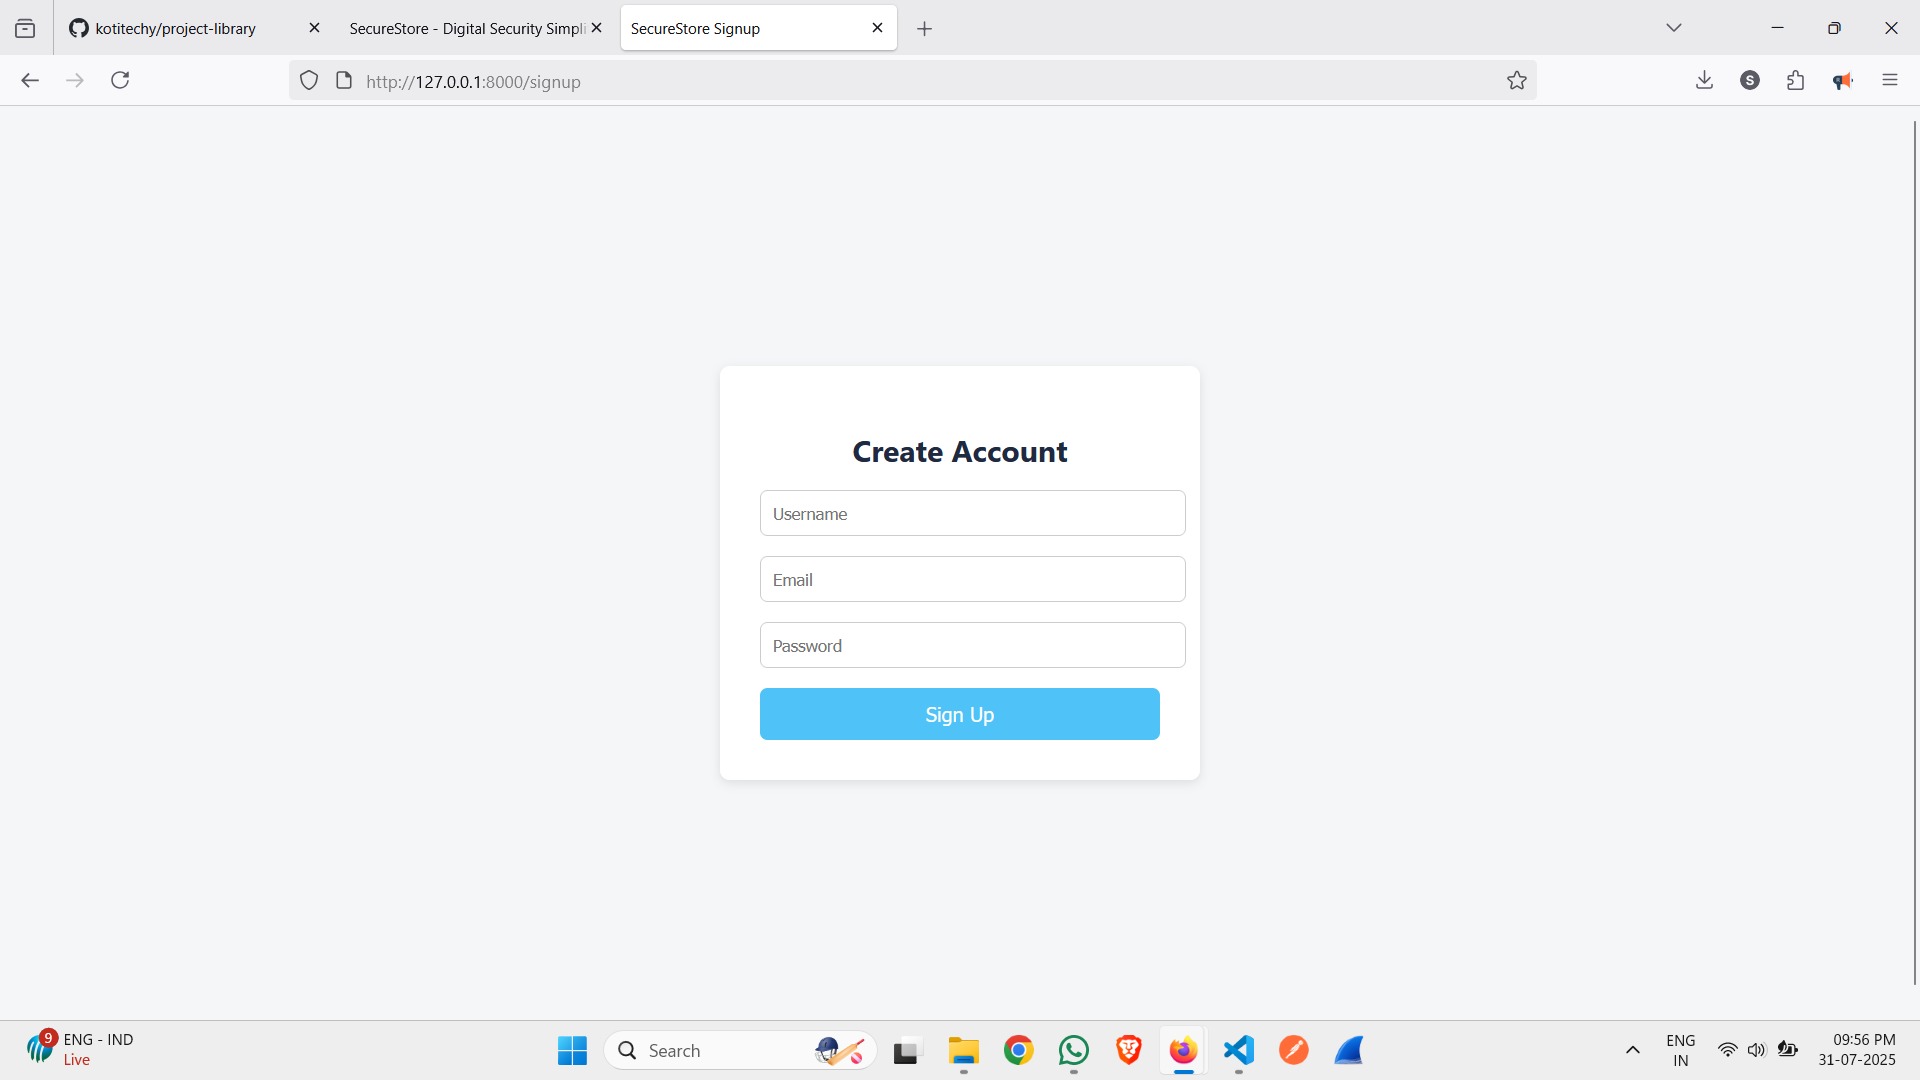 kotitechy/project-library
SecureStore - Digital Security Simpli
SecureStore Signup
http://127.0.0.1:8000/signup
S
Create Account
Username
Email
Password
Sign Up
9
ENG - IND
Live
Search
ENG
IN
09:56 PM
31-07-2025